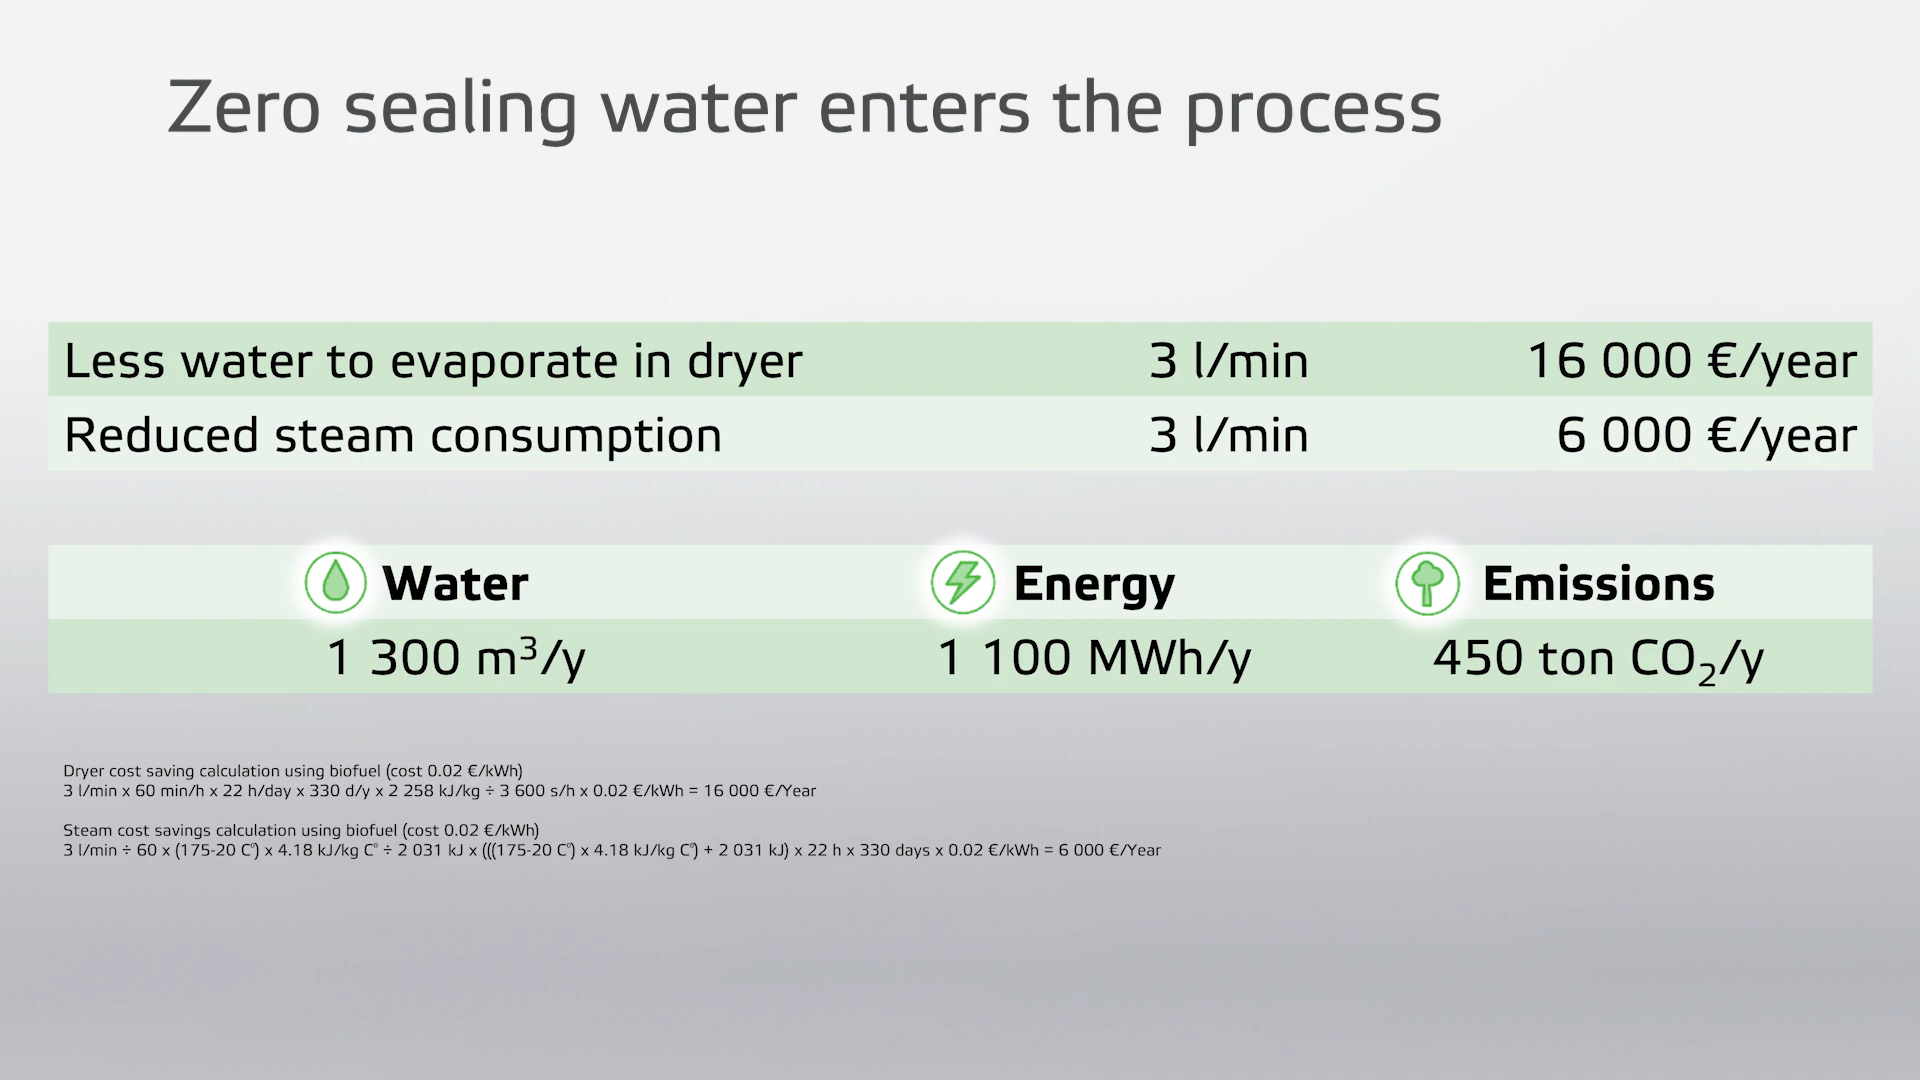 Zero sealing water enters the process
Less water to evaporate in dryer 3 l/min 16 000 €/year
Reduced steam consumption 3 l/min 6 000 €/year
Water Energy Emissions
1 300 m³/y 1 100 MWh/y 450 ton CO₂/y
Dryer cost saving calculation using biofuel (cost 0.02 €/kWh)
3 l/min x 60 min/h x 22 h/day x 330 d/y x 2 258 kJ/kg ÷ 3 600 s/h x 0.02 €/kWh = 16 000 €/Year
Steam cost savings calculation using biofuel (cost 0.02 €/kWh)
3 l/min ÷ 60 x (175-20 C°) x 4.18 kJ/kg C° ÷ 2 031 kJ x (((175-20 C°) x 4.18 kJ/kg C°) + 2 031 kJ) x 22 h x 330 days x 0.02 €/kWh = 6 000 €/Year